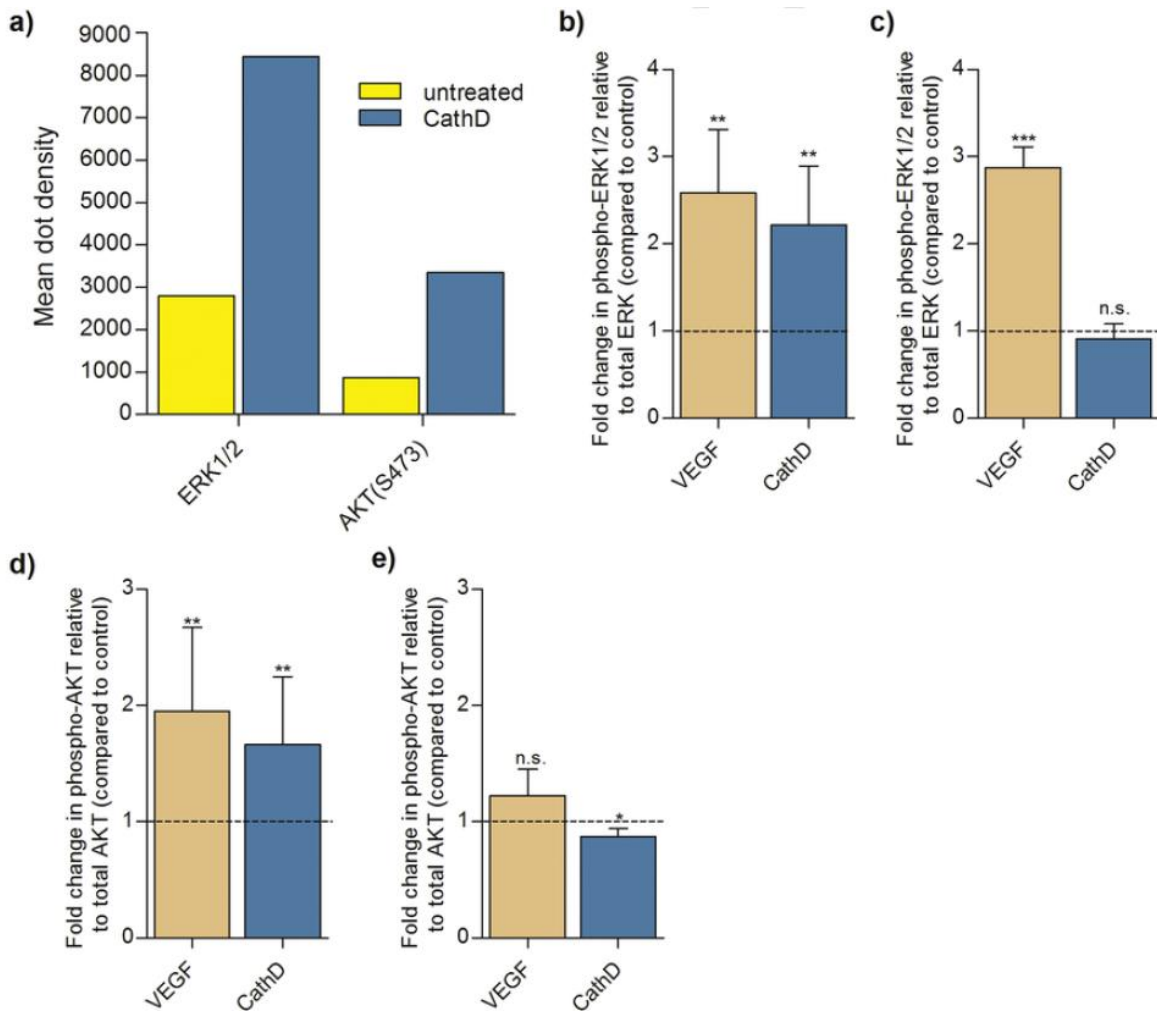 a)
Mean dot density
9000
8000
7000
6000
5000
4000
3000
2000
1000
0
untreated
CathD
ERK1/2
AKT(S473)
b)
Fold change in phospho-ERK1/2 relative
to total ERK (compared to control)
4
3
2
1
0
**
**
VEGF
CathD
c)
Fold change in phospho-ERK1/2 relative
to total ERK (compared to control)
4
3
2
1
0
***
n.s.
VEGF
CathD
d)
Fold change in phospho-AKT relative
to total AKT (compared to control)
3
2
1
0
**
**
VEGF
CathD
e)
Fold change in phospho-AKT relative
to total AKT (compared to control)
3
2
1
0
n.s.
*
VEGF
CathD